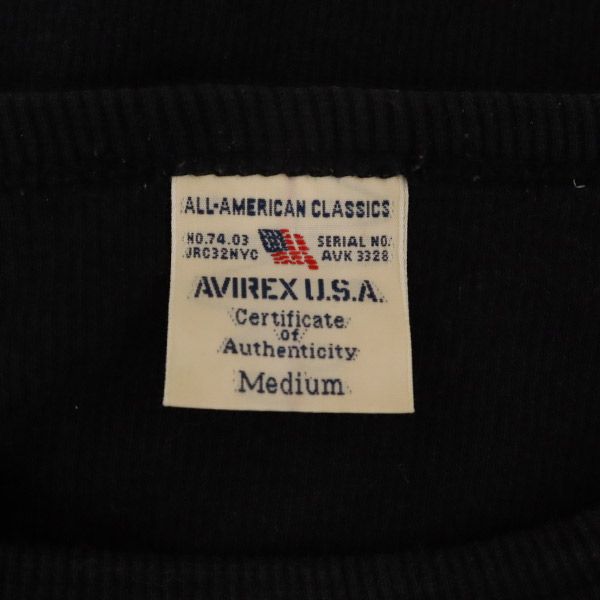 ALL-AMERICAN CLASSICS
NO.74.03 SERIAL NO.
JRC32NYC AVK 3328
AVIREX U.S.A.
Certificate
of
Authenticity
Medium